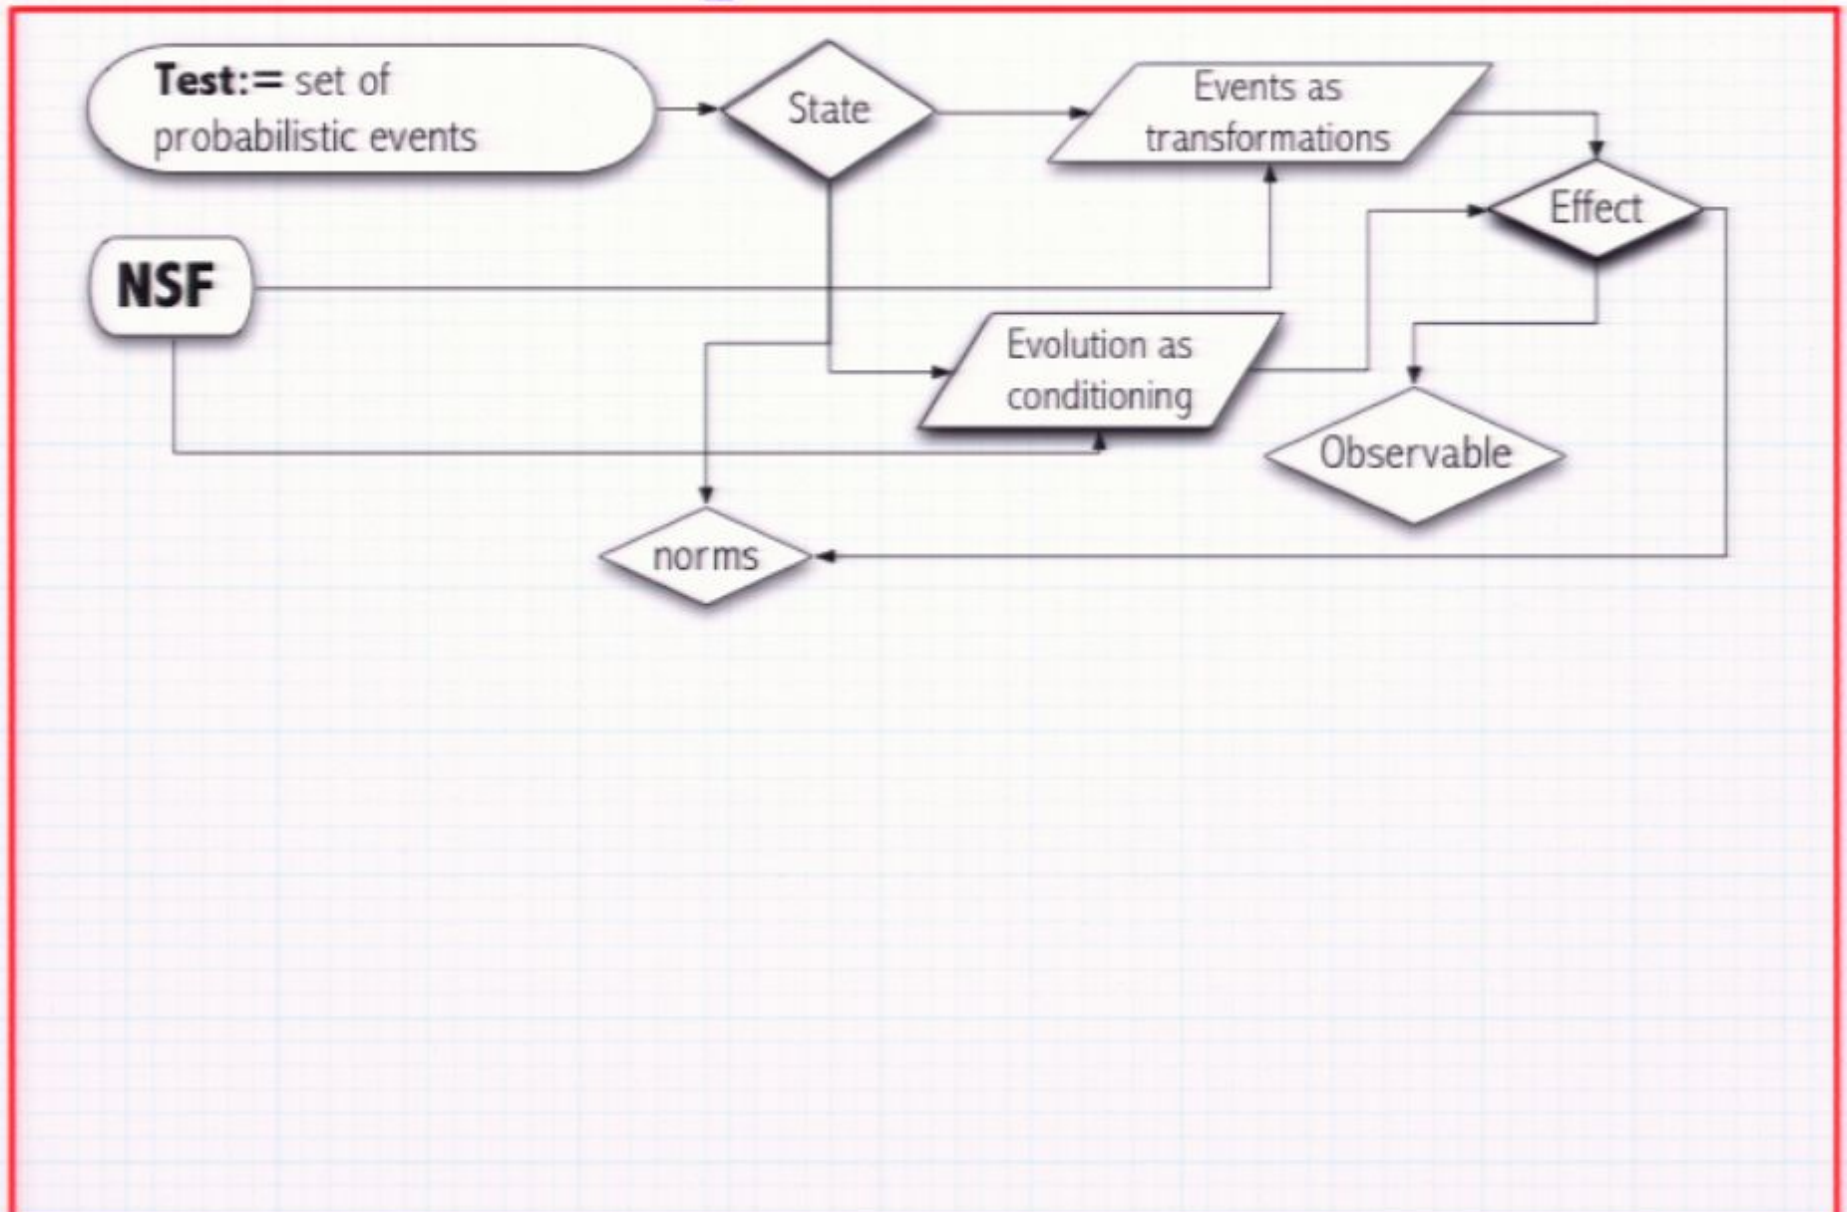 Test:= set of
probabilistic events
State
Events as
transformations
Effect
NSF
Evolution as
conditioning
Observable
norms